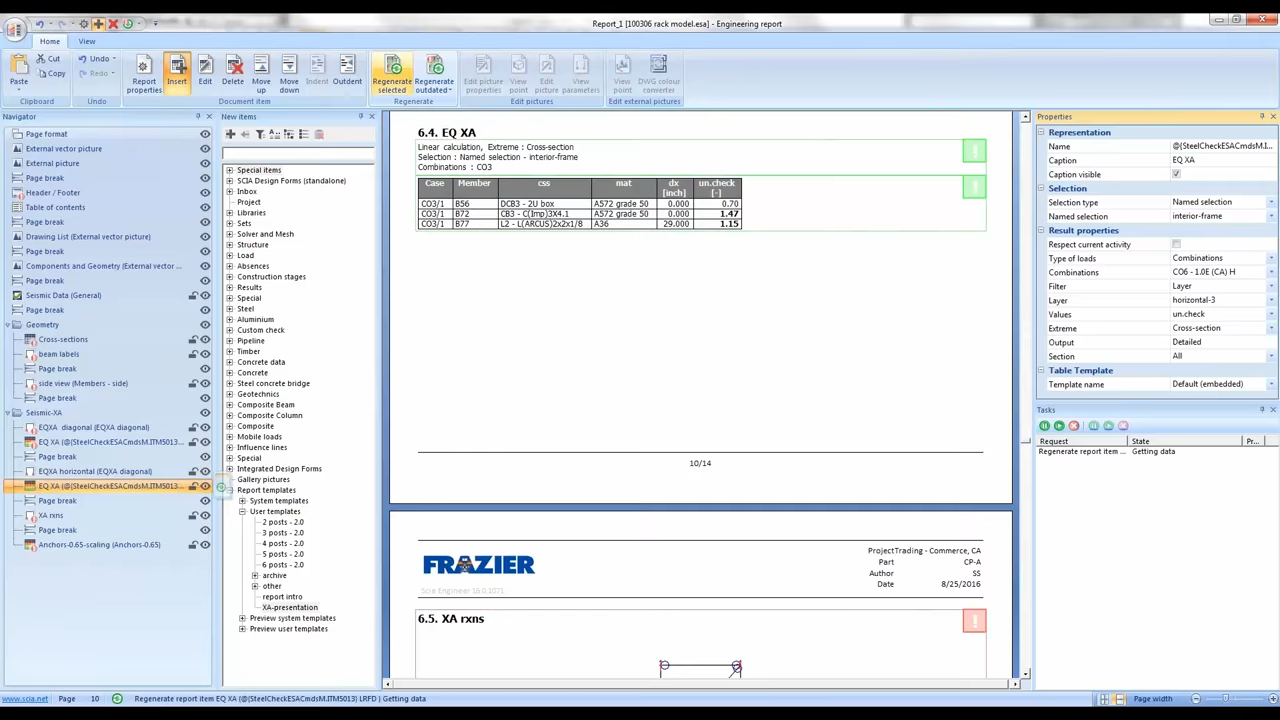 Report_1 [100306 rack model.esa] - Engineering report
Home View
Paste
Cut
Copy
Clipboard
Undo
Redo
Undo
Report properties
Insert
Edit
Delete
Move up
Move down
Indent
Outdent
Document item
Regenerate selected
Regenerate outdated
Regenerate
Edit picture properties
View point
Edit picture
View parameters
Edit pictures
View point
DWG colour converter
Edit external pictures
Navigator
Page format
External vector picture
External picture
Page break
Header / Footer
Table of contents
Page break
Drawing List (External vector picture)
Page break
Components and Geometry (External vector ...
Page break
Seismic Data (General)
Page break
Geometry
Cross-sections
beam labels
Page break
side view (Members - side)
Page break
Seismic-XA
EQXA diagonal (EQXA diagonal)
EQ XA (@{SteelCheckESACmdsM.ITM5013...
Page break
EQXA horizontal (EQXA diagonal)
EQ XA (@{SteelCheckESACmdsM.ITM5013...
Page break
XA rxns
Page break
Anchors-0.65-scaling (Anchors-0.65)
New items
Special items
SCIA Design Forms (standalone)
Inbox
Project
Libraries
Sets
Solver and Mesh
Structure
Load
Absences
Construction stages
Results
Special
Steel
Aluminium
Custom check
Pipeline
Timber
Concrete data
Concrete
Steel concrete bridge
Geotechnics
Composite Beam
Composite Column
Composite
Mobile loads
Influence lines
Special
Integrated Design Forms
Gallery pictures
Report templates
System templates
User templates
2 posts - 2.0
3 posts - 2.0
4 posts - 2.0
5 posts - 2.0
6 posts - 2.0
archive
other
report intro
XA-presentation
Preview system templates
Preview user templates
6.4. EQ XA
Linear calculation, Extreme : Cross-section
Selection : Named selection - interior-frame
Combinations : CO3
Case Member css mat dx [inch] un.check [-]
CO3/1 B56 DCB3 - 2U box A572 grade 50 0.000 0.70
CO3/1 B72 CB3 - C(Imp)3X4.1 A572 grade 50 0.000 1.47
CO3/1 B77 L2 - L(ARCUS)2x2x1/8 A36 29.000 1.15
10/14
FRAZIER
Scia Engineer 16.0.1071
Project Trading - Commerce, CA
Part CP-A
Author SS
Date 8/25/2016
6.5. XA rxns
Properties
Representation
Name @{SteelCheckESACmdsM.IT...
Caption EQ XA
Caption visible
Selection
Selection type Named selection
Named selection interior-frame
Result properties
Respect current activity
Type of loads Combinations
Combinations CO6 - 1.0E (CA) H
Filter Layer
Layer horizontal-3
Values un.check
Extreme Cross-section
Output Detailed
Section All
Table Template
Template name Default (embedded)
Tasks
Request State Pr...
Regenerate report item ... Getting data
www.scia.net Page 10 Regenerate report item EQ XA (@{SteelCheckESACmdsM.ITM5013} LRFD) Getting data Page width